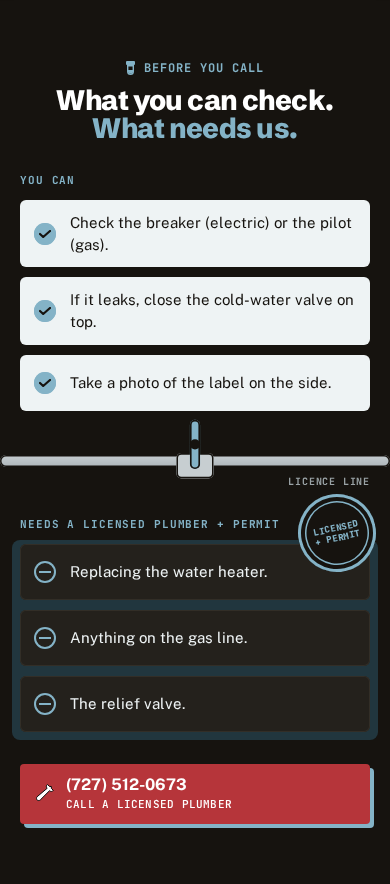 BEFORE YOU CALL
What you can check.
What needs us.
YOU CAN
Check the breaker (electric) or the pilot
(gas).
If it leaks, close the cold-water valve on
top.
Take a photo of the label on the side.
LICENCE LINE
NEEDS A LICENSED PLUMBER + PERMIT
LICENSED
+ PERMIT
Replacing the water heater.
Anything on the gas line.
The relief valve.
(727) 512-0673
CALL A LICENSED PLUMBER